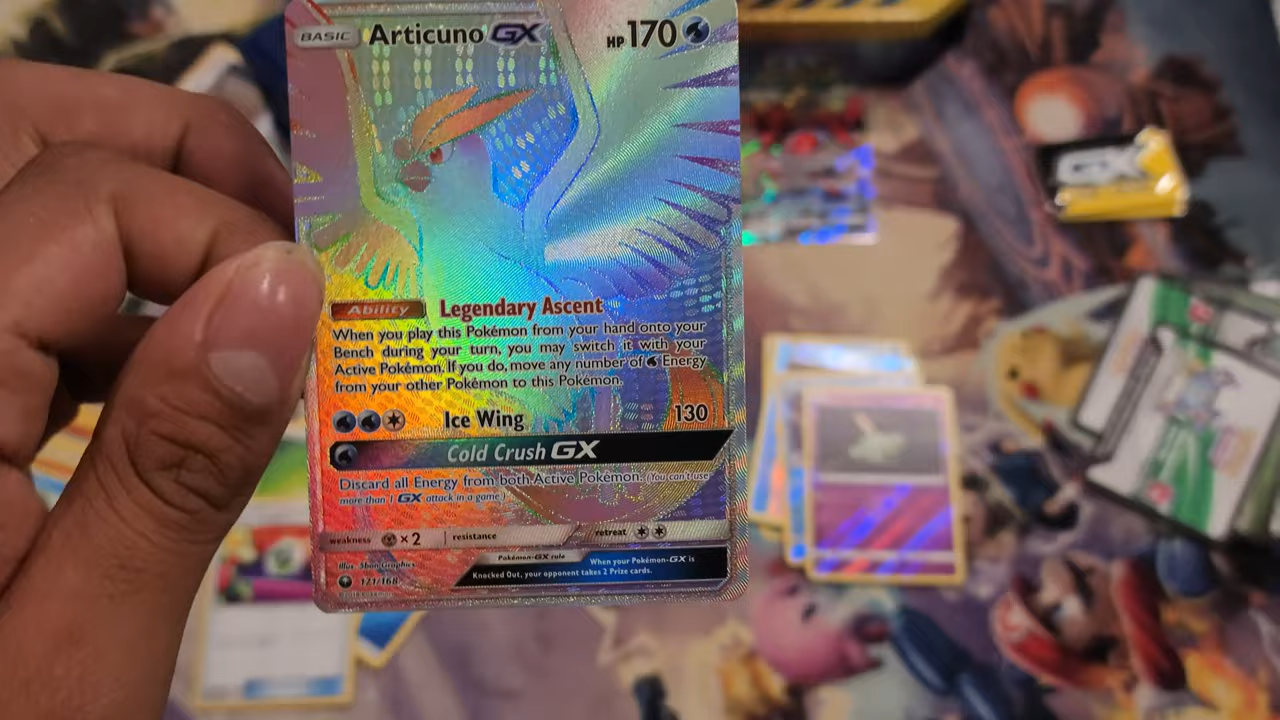 BASIC Articuno GX HP 170
GX
Ability Legendary Ascent
When you play this Pokémon from your hand onto your
Bench during your turn, you may switch it with your
Active Pokémon. If you do, move any number of Energy
from your other Pokémon to this Pokémon.
Ice Wing 130
Cold Crush GX
Discard all Energy from both Active Pokémon. (You can't use
more than 1 GX attack in a game.)
weakness ×2 resistance retreat
Pokémon-GX rule When your Pokémon-GX is
Knocked Out, your opponent takes 2 Prize cards.
Illus. 5ban Graphics
171/168